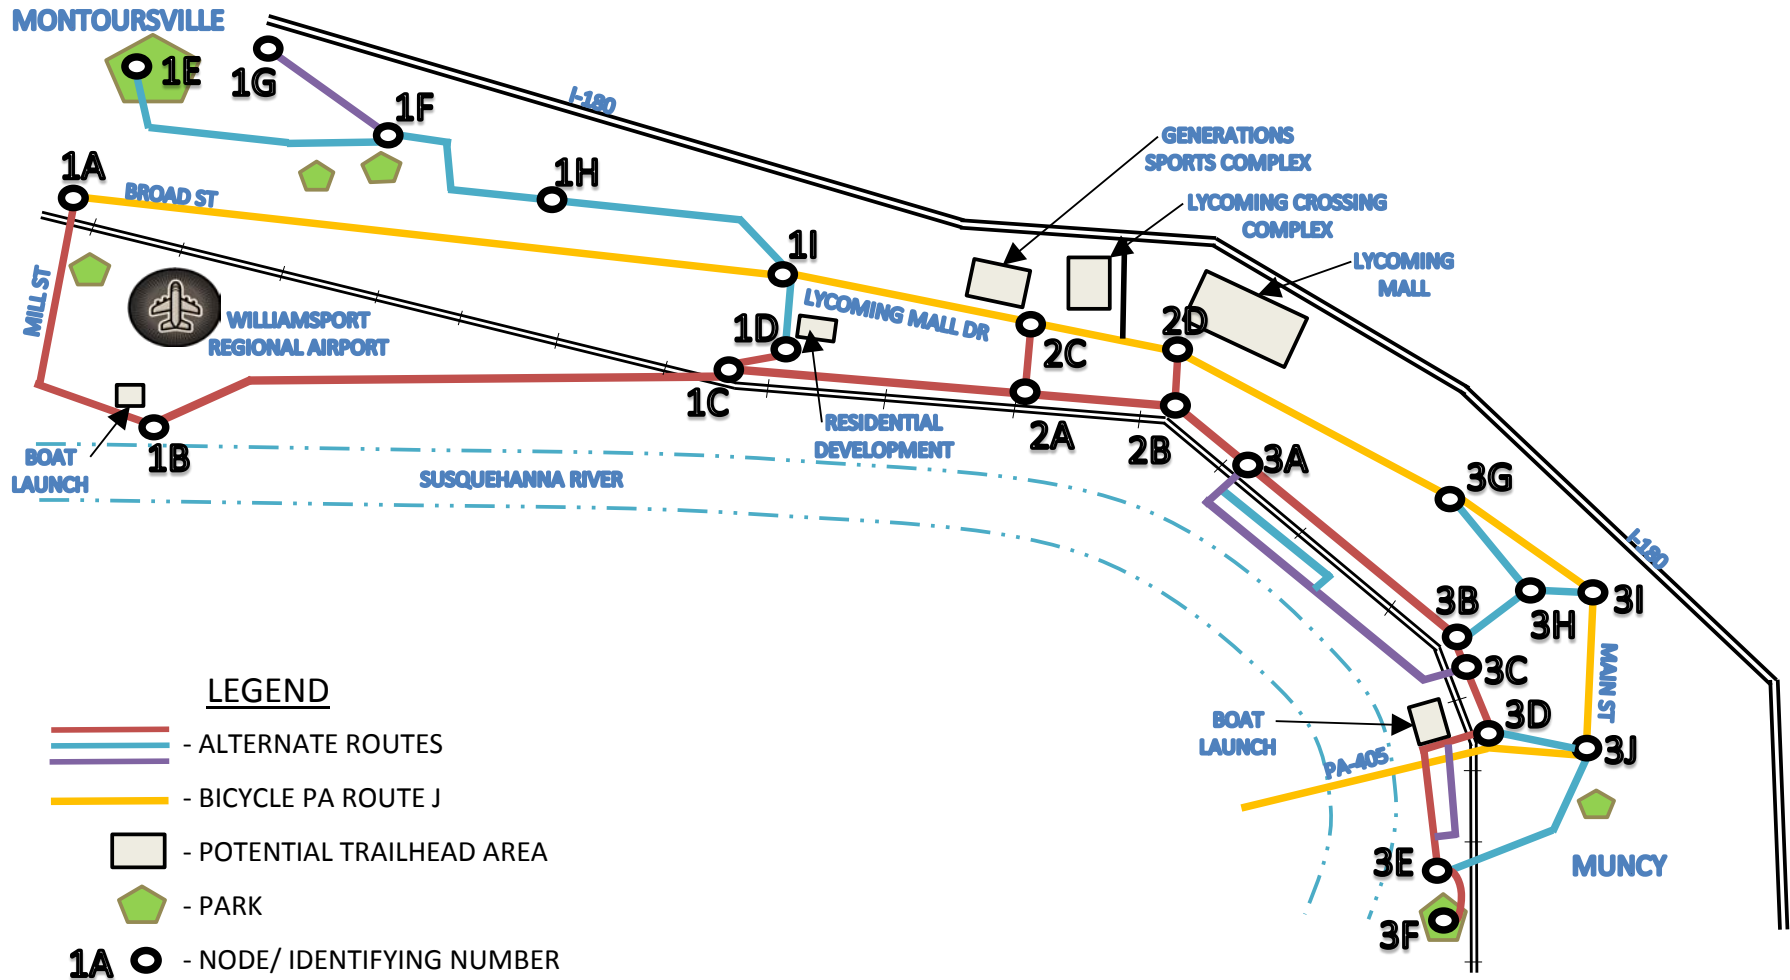 MONTOURSVILLE
1E
1G
1F
I-180
1A
BROAD ST
1H
GENERATIONS
SPORTS COMPLEX
LYCOMING CROSSING
COMPLEX
LYCOMING
MALL
1I
MILL ST
WILLIAMSPORT
REGIONAL AIRPORT
LYCOMING MALL DR
1D
2C
2D
1C
RESIDENTIAL
DEVELOPMENT
2A
2B
3A
BOAT
LAUNCH
1B
SUSQUEHANNA RIVER
3G
I-180
3B
3H
3I
3C
MAIN ST
3D
BOAT
LAUNCH
3J
PA-405
3E
MUNCY
3F
LEGEND
- ALTERNATE ROUTES
- BICYCLE PA ROUTE J
- POTENTIAL TRAILHEAD AREA
- PARK
1A - NODE/ IDENTIFYING NUMBER